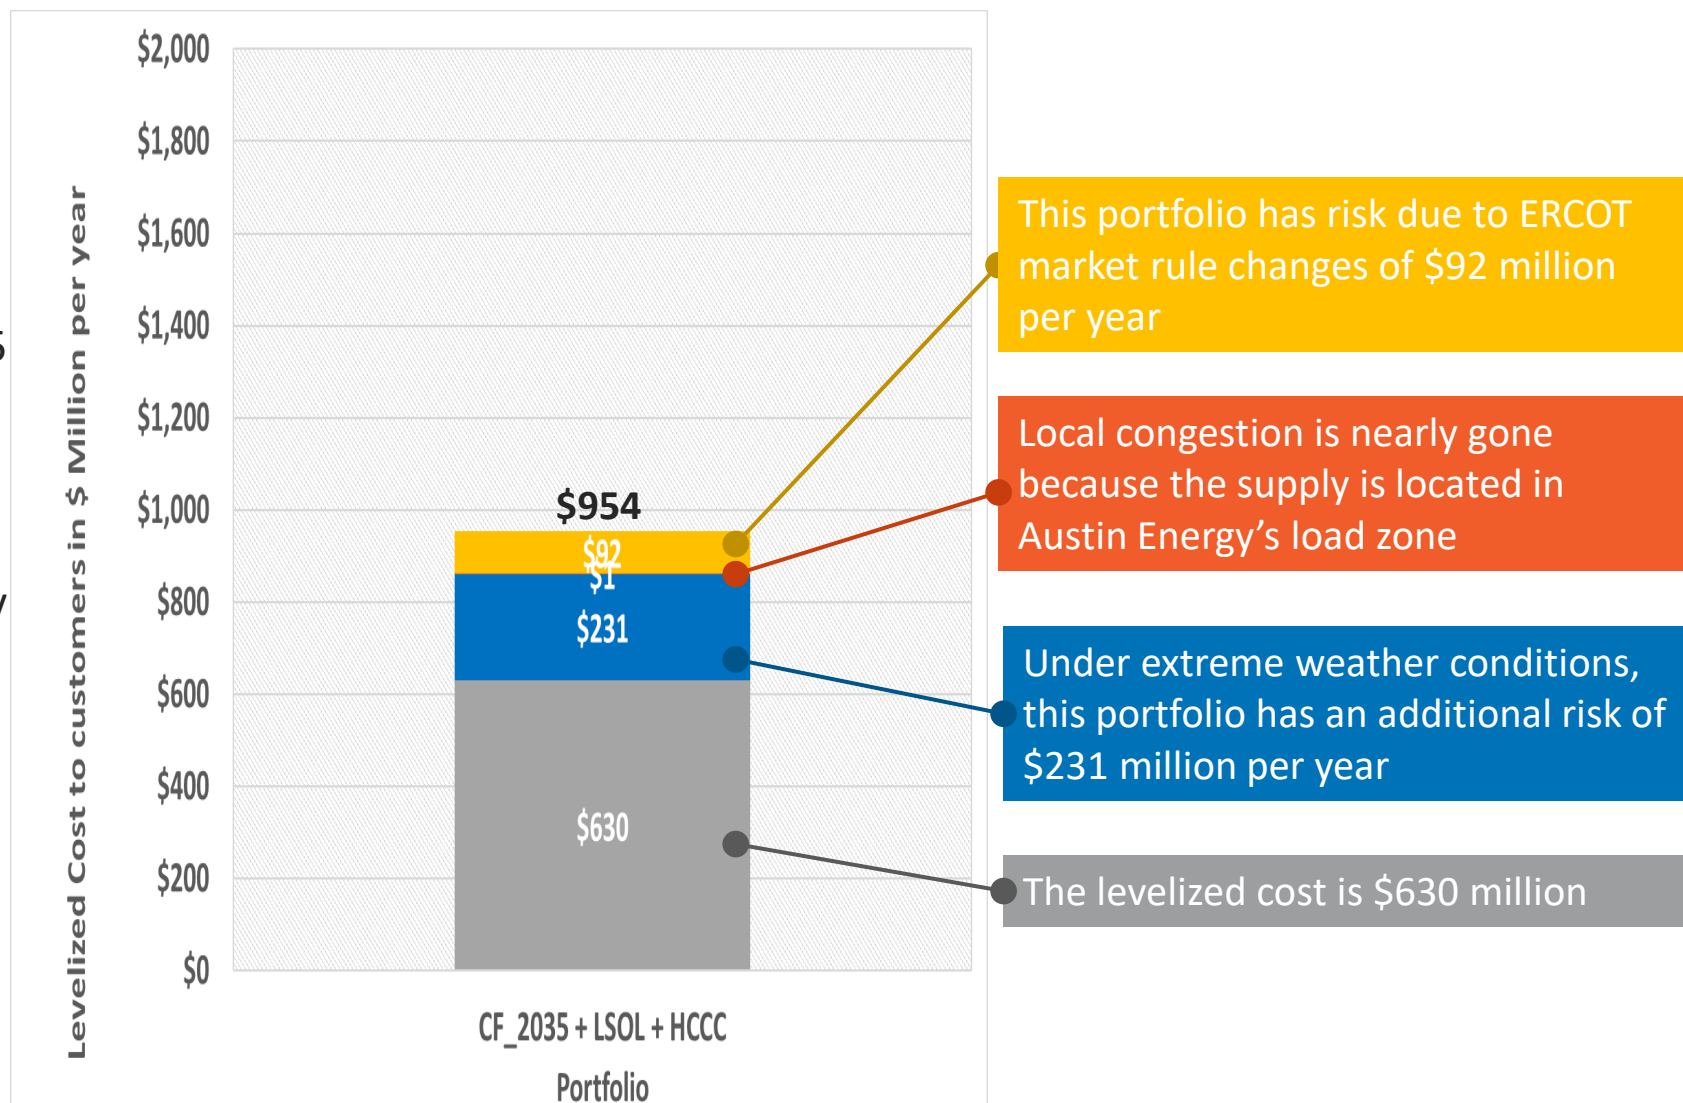 $2,000
$1,800
$1,600
$1,400
$1,200
$1,000
$800
$600
$400
$200
$0
Levelized Cost to customers in $ Million per year
$954
$92
$1
$231
$630
CF_2035 + LSOL + HCCC
Portfolio
This portfolio has risk due to ERCOT
market rule changes of $92 million
per year
Local congestion is nearly gone
because the supply is located in
Austin Energy’s load zone
Under extreme weather conditions,
this portfolio has an additional risk of
$231 million per year
The levelized cost is $630 million